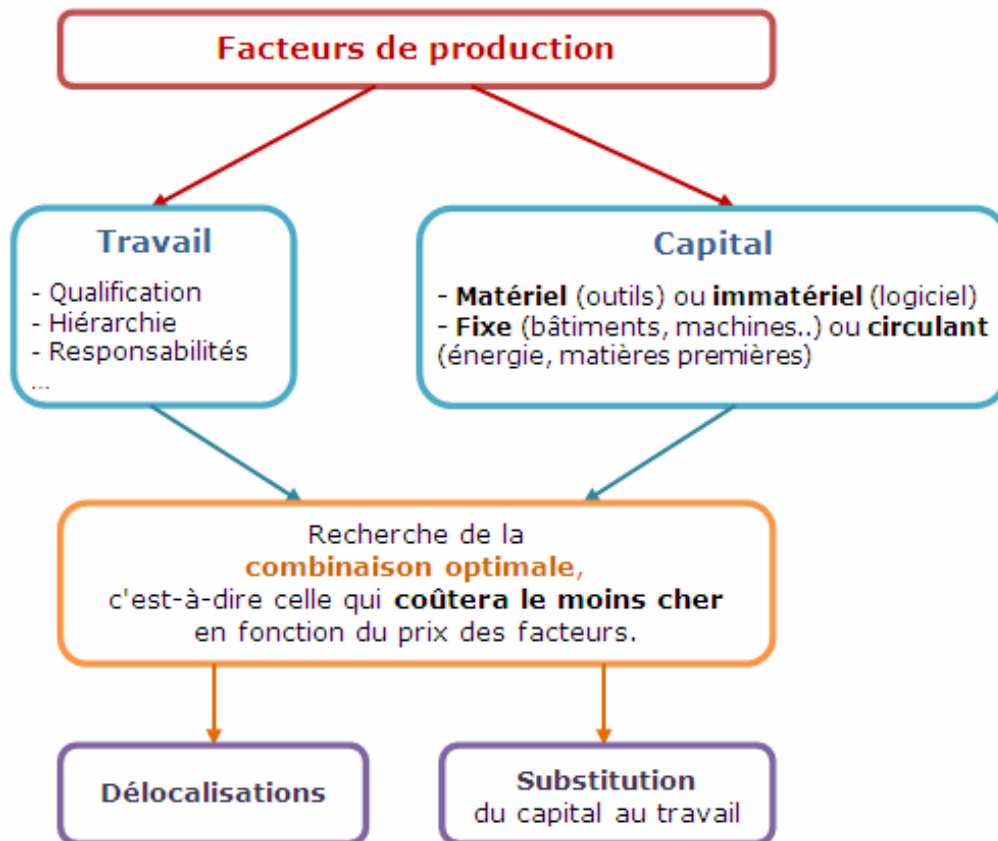 Facteurs de production
Travail
- Qualification
- Hiérarchie
- Responsabilités
...
Capital
- Matériel (outils) ou immatériel (logiciel)
- Fixe (bâtiments, machines..) ou circulant
(énergie, matières premières)
Recherche de la
combinaison optimale,
c'est-à-dire celle qui coûtera le moins cher
en fonction du prix des facteurs.
Délocalisations
Substitution
du capital au travail